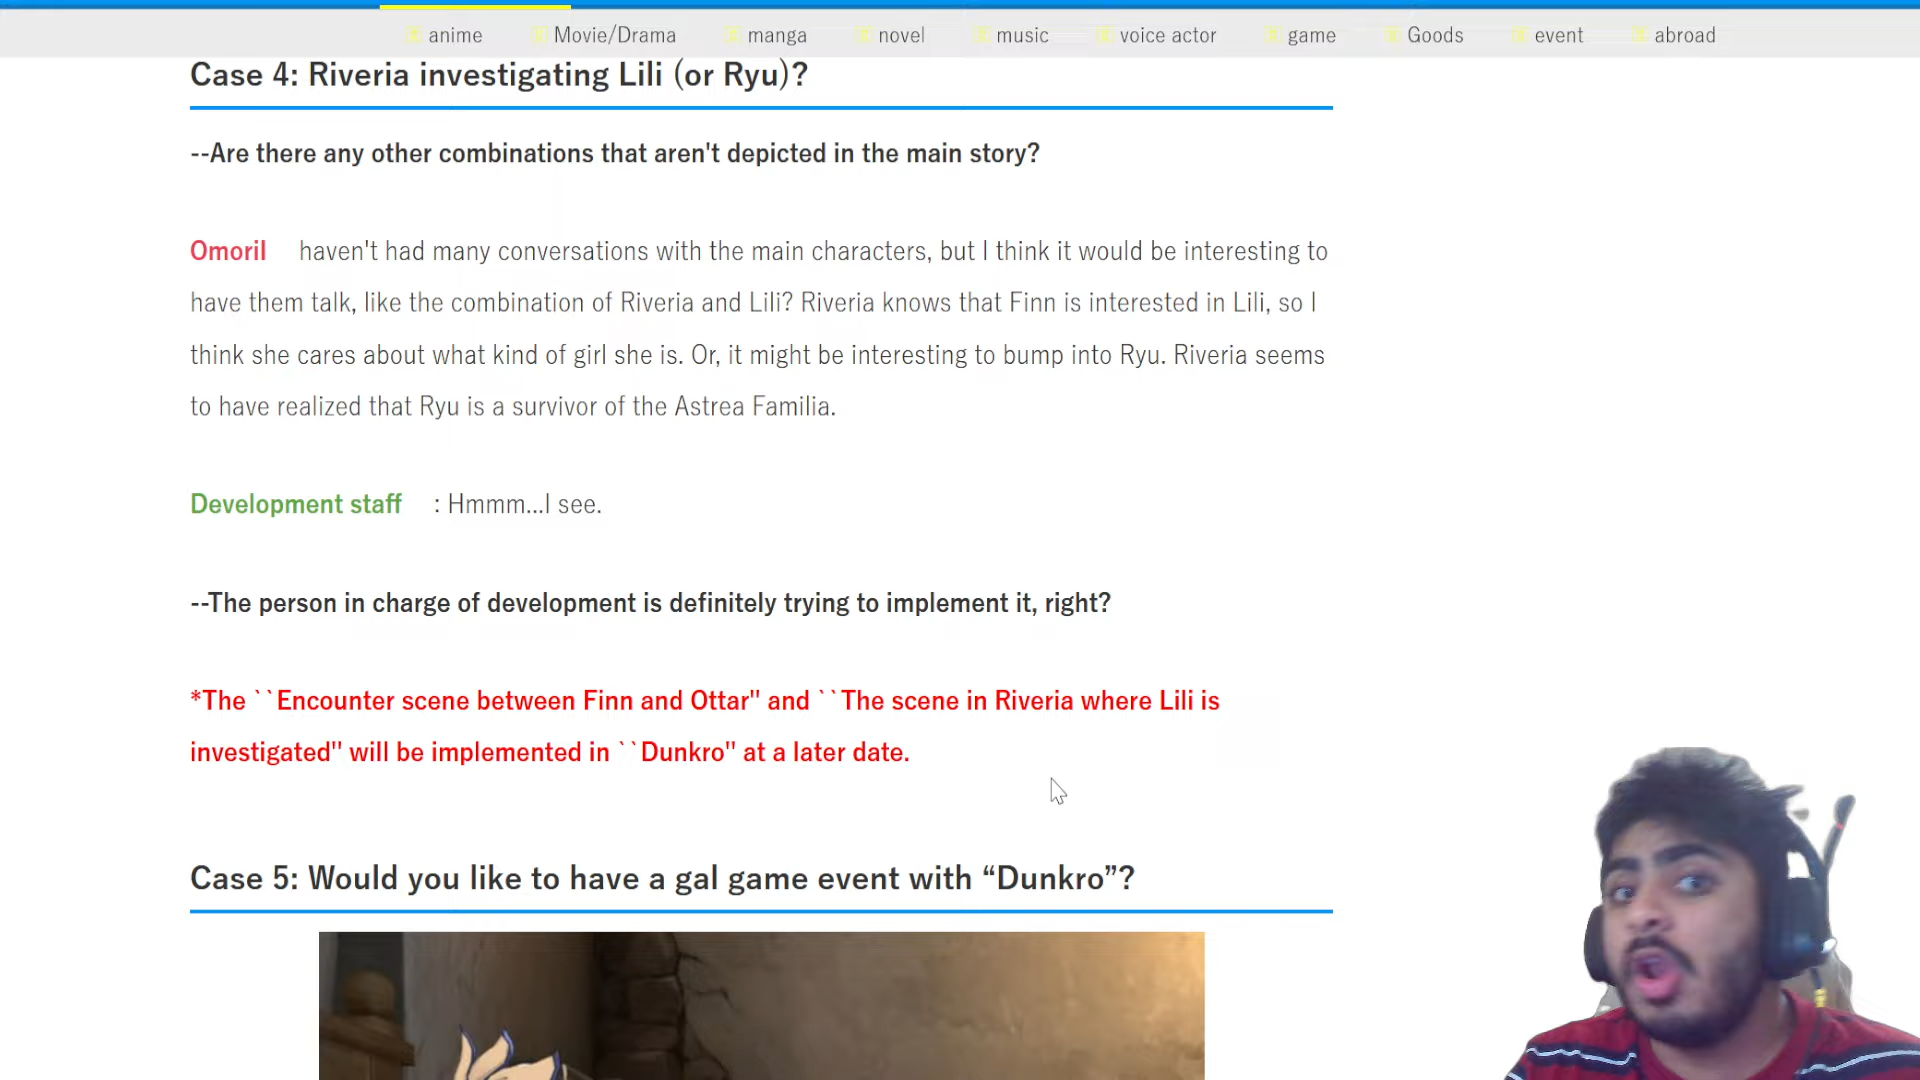 anime Movie/Drama manga novel music voice actor game Goods event abroad
Case 4: Riveria investigating Lili (or Ryu)?
--Are there any other combinations that aren't depicted in the main story?
Omoril haven't had many conversations with the main characters, but I think it would be interesting to
have them talk, like the combination of Riveria and Lili? Riveria knows that Finn is interested in Lili, so I
think she cares about what kind of girl she is. Or, it might be interesting to bump into Ryu. Riveria seems
to have realized that Ryu is a survivor of the Astrea Familia.
Development staff : Hmmm...I see.
--The person in charge of development is definitely trying to implement it, right?
*The ``Encounter scene between Finn and Ottar'' and ``The scene in Riveria where Lili is
investigated'' will be implemented in ``Dunkro'' at a later date.
Case 5: Would you like to have a gal game event with “Dunkro”?